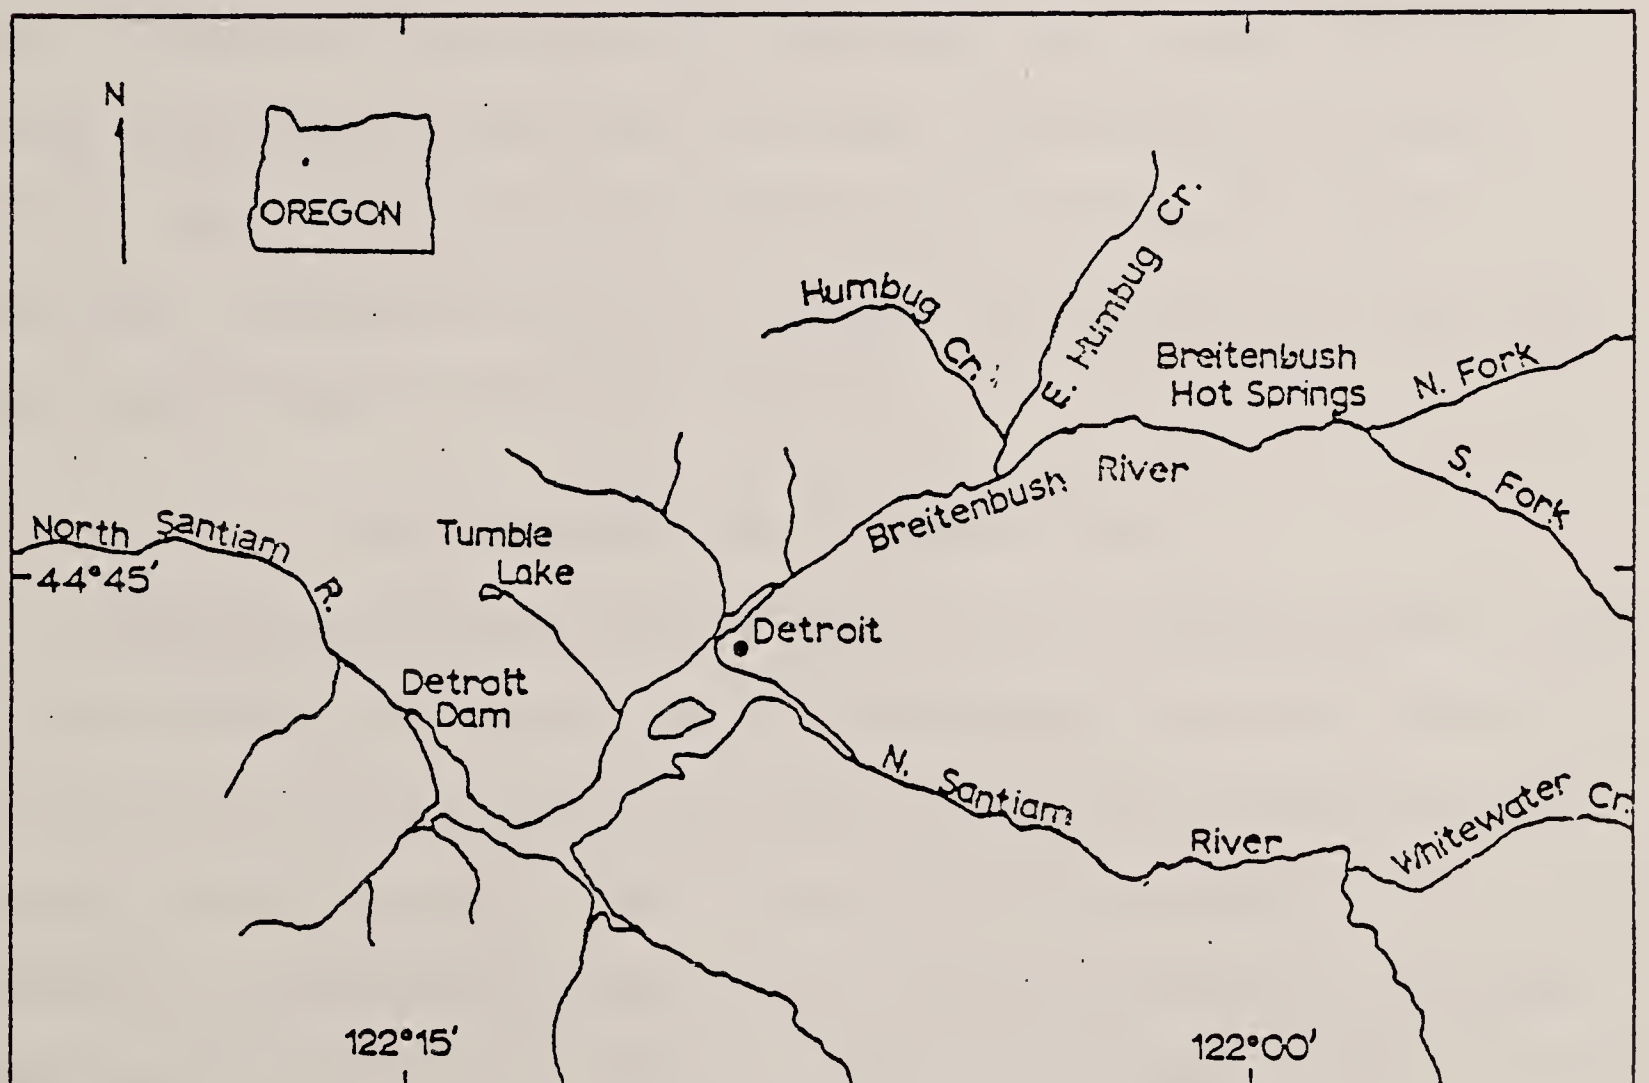 N
OREGON
Humbug Cr.
E. Humbug Cr.
Breitenbush
Hot Springs
N. Fork
S. Fork
Breitenbush River
North Santiam R.
44°45'
Tumble
Lake
Detroit
Detroit
Dam
N. Santiam River
Whitewater Cr.
122°15'
122°00'